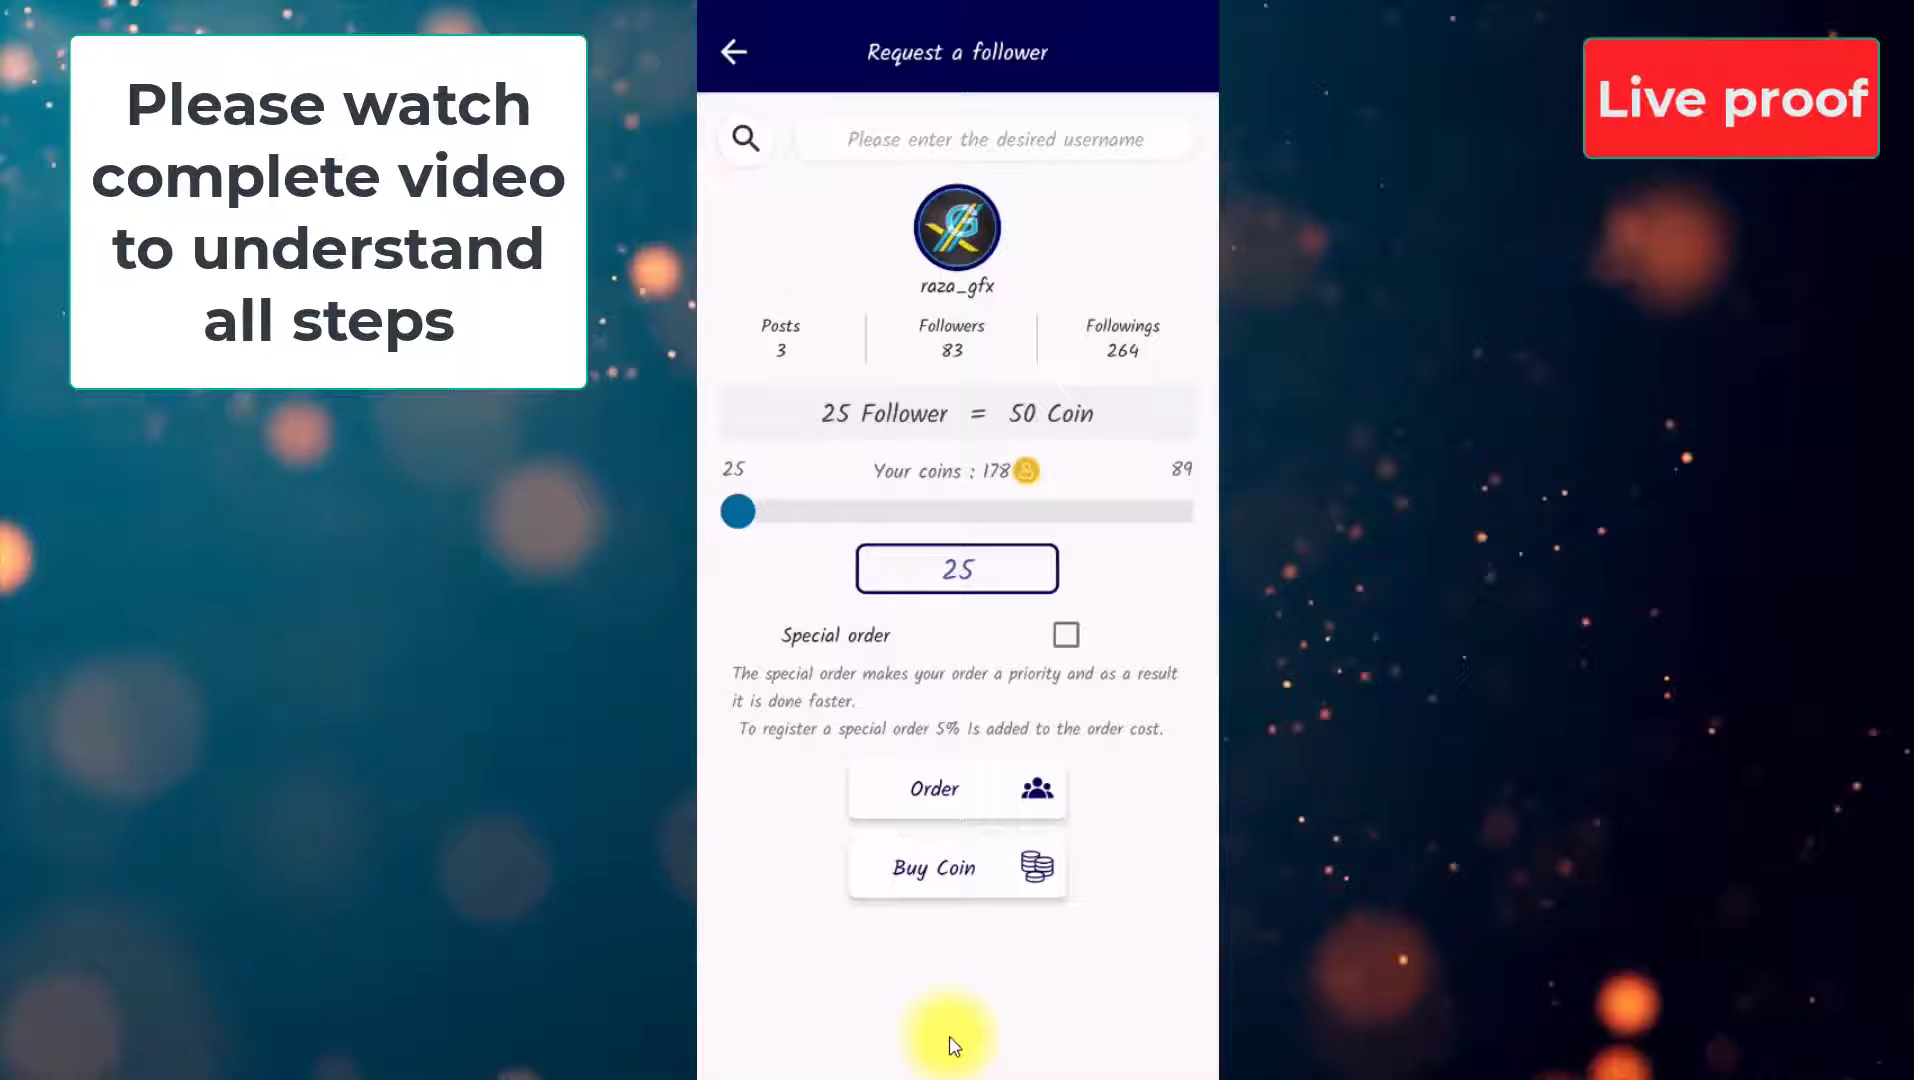 Please watch
complete video
to understand
all steps
Live proof
Request a follower
Please enter the desired username
raza_gfx
Posts
3
Followers
83
Followings
264
25 Follower = 50 Coin
25
Your coins : 178
89
25
Special order
The special order makes your order a priority and as a result
it is done faster.
To register a special order 5% Is added to the order cost.
Order
Buy Coin